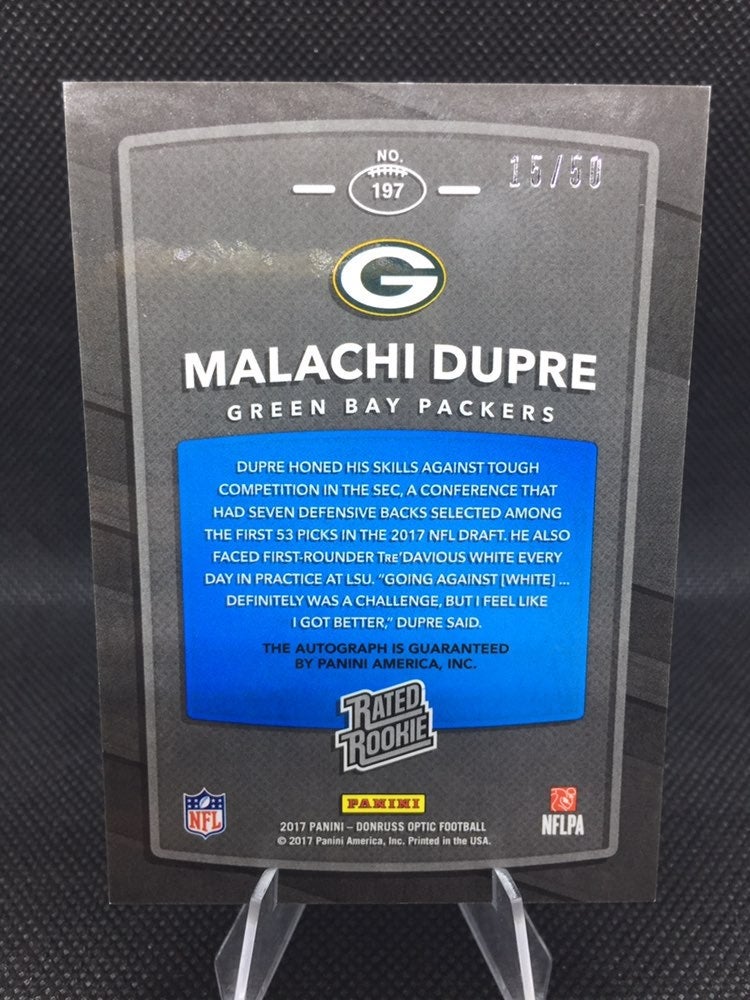 NO.
197
15/50
G
MALACHI DUPRE
GREEN BAY PACKERS
DUPRE HONED HIS SKILLS AGAINST TOUGH
COMPETITION IN THE SEC, A CONFERENCE THAT
HAD SEVEN DEFENSIVE BACKS SELECTED AMONG
THE FIRST 53 PICKS IN THE 2017 NFL DRAFT. HE ALSO
FACED FIRST-ROUNDER TRE'DAVIOUS WHITE EVERY
DAY IN PRACTICE AT LSU. "GOING AGAINST [WHITE] ...
DEFINITELY WAS A CHALLENGE, BUT I FEEL LIKE
I GOT BETTER," DUPRE SAID.
THE AUTOGRAPH IS GUARANTEED
BY PANINI AMERICA, INC.
RATED
ROOKIE
NFL
PANINI
NFLPA
2017 PANINI – DONRUSS OPTIC FOOTBALL
© 2017 Panini America, Inc. Printed in the USA.